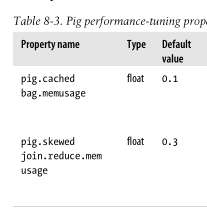 Table 8-3. Pig performance-tuning
Property name Type Default
value
pig.cached float 0.1
bag.memusage
pig.skewed float 0.3
join.reduce.mem
usage